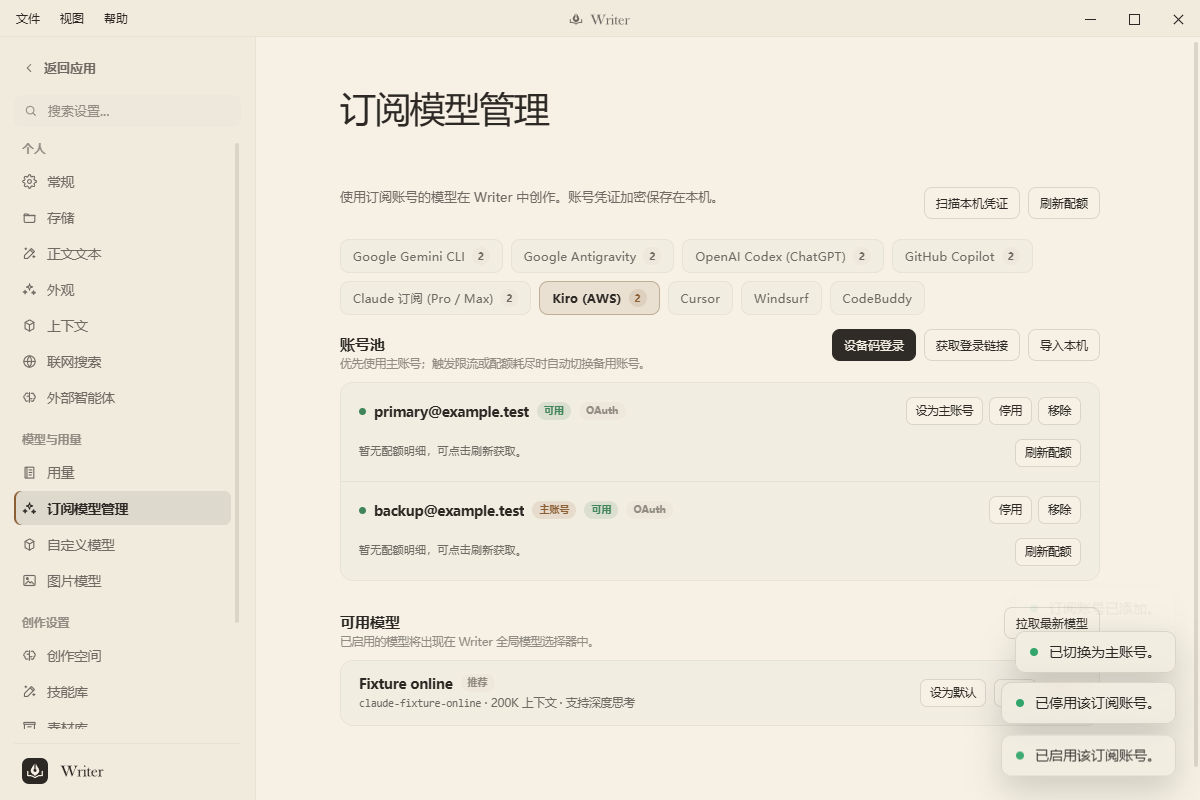 文件 视图 帮助 Writer
返回应用
搜索设置...
个人
常规
存储
正文文本
外观
上下文
联网搜索
外部智能体
模型与用量
用量
订阅模型管理
自定义模型
图片模型
创作设置
创作空间
技能库
素材库
Writer
订阅模型管理
使用订阅账号的模型在 Writer 中创作。账号凭证加密保存在本机。
扫描本机凭证 刷新配额
Google Gemini CLI 2 Google Antigravity 2 OpenAI Codex (ChatGPT) 2 GitHub Copilot 2
Claude 订阅 (Pro / Max) 2 Kiro (AWS) 2 Cursor Windsurf CodeBuddy
账号池
优先使用主账号；触发限流或配额耗尽时自动切换备用账号。
设备码登录 获取登录链接 导入本机
primary@example.test 可用 OAuth 设为主账号 停用 移除
暂无配额明细，可点击刷新获取。 刷新配额
backup@example.test 主账号 可用 OAuth 停用 移除
暂无配额明细，可点击刷新获取。 刷新配额
订阅账号已添加。
可用模型
已启用的模型将出现在 Writer 全局模型选择器中。
拉取最新模型
Fixture online 推荐
claude-fixture-online · 200K 上下文 · 支持深度思考
设为默认
已切换为主账号。
已停用该订阅账号。
已启用该订阅账号。